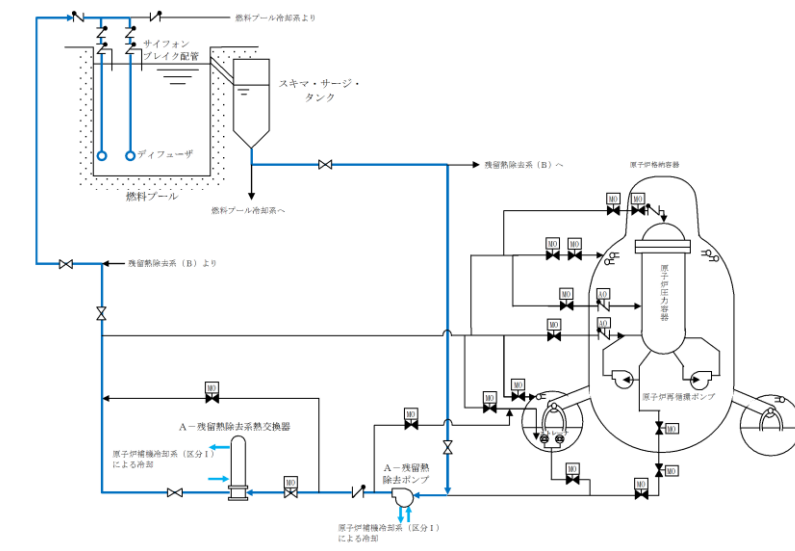 燃料プール冷却系より
サイフォン
ブレイク配管
スキマ・サージ・
タンク
ディフューザ
燃料プール
残留熱除去系（B）へ
原子炉格納容器
燃料プール冷却系へ
MO
MO
MO
MO
残留熱除去系（B）より
原子炉圧力容器
MO
AO
MO
AO
原子炉再循環ポンプ
MO
MO
MO
MO
A－残留熱除去系熱交換器
MO
原子炉補機冷却系（区分Ⅰ）
による冷却
A－残留熱
除去ポンプ
MO
MO
MO
MO
MO
原子炉補機冷却系（区分Ⅰ）
による冷却